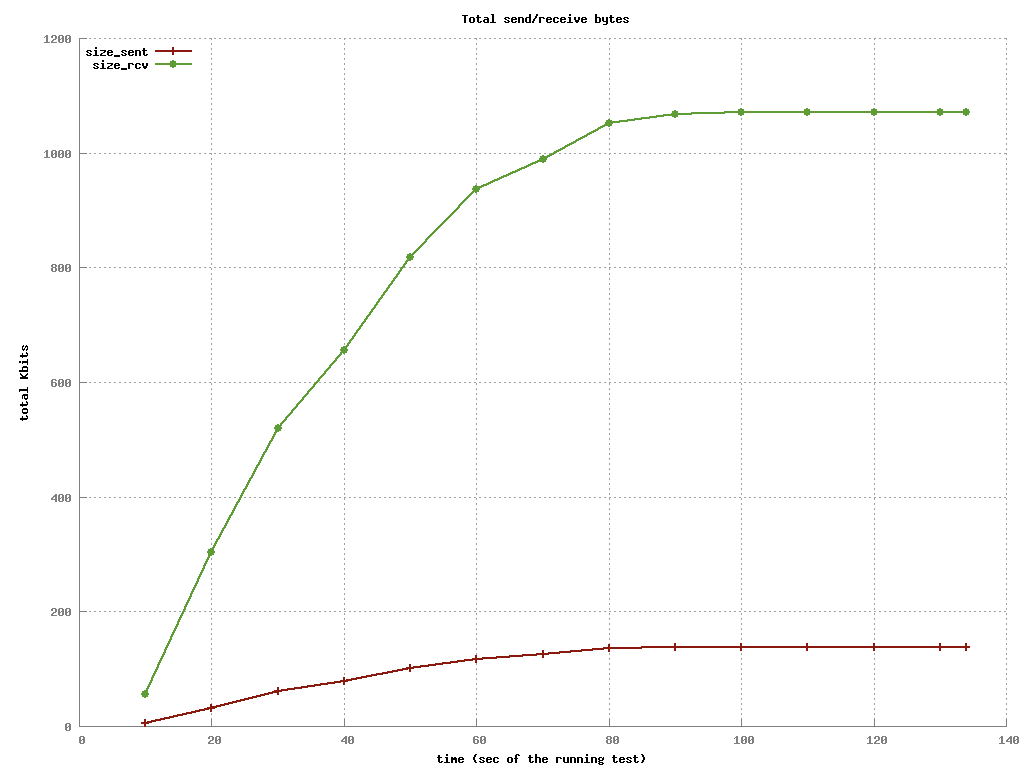 Total send/receive bytes
1200
size_sent
size_rcv
1000
800
600
400
200
0
total Kbits
0 20 40 60 80 100 120 140
time (sec of the running test)